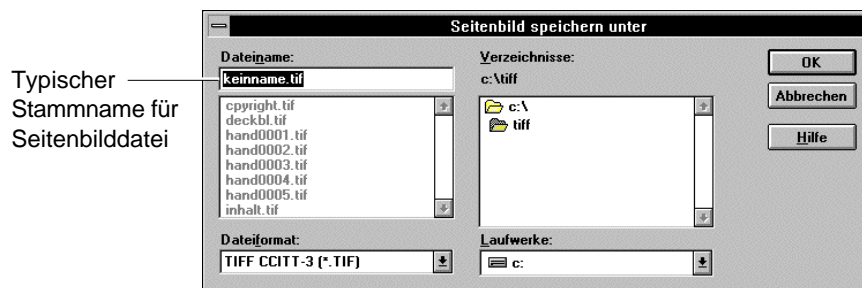 Seitenbild speichern unter
Typischer
Stammname für
Seitenbilddatei
Dateiname:
keinname.tif
cpyright.tif
deckbl.tif
hand0001.tif
hand0002.tif
hand0003.tif
hand0004.tif
hand0005.tif
inhalt.tif
Dateiformat:
TIFF CCITT-3 (*.TIF)
Verzeichnisse:
c:\tiff
c:\
tiff
Laufwerke:
c:
OK
Abbrechen
Hilfe